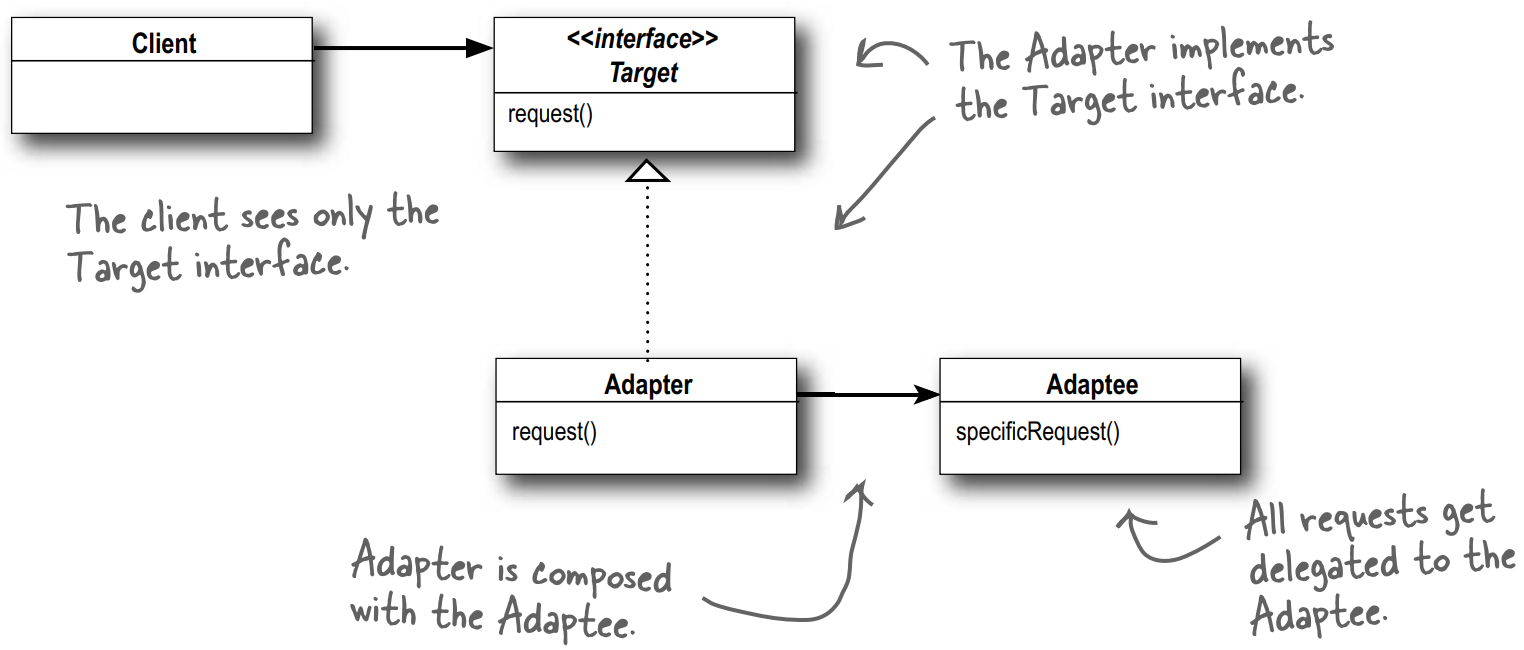 Client
<<interface>>
Target
request()
The Adapter implements
the Target interface.
The client sees only the
Target interface.
Adapter
request()
Adaptee
specificRequest()
Adapter is composed
with the Adaptee.
All requests get
delegated to the
Adaptee.